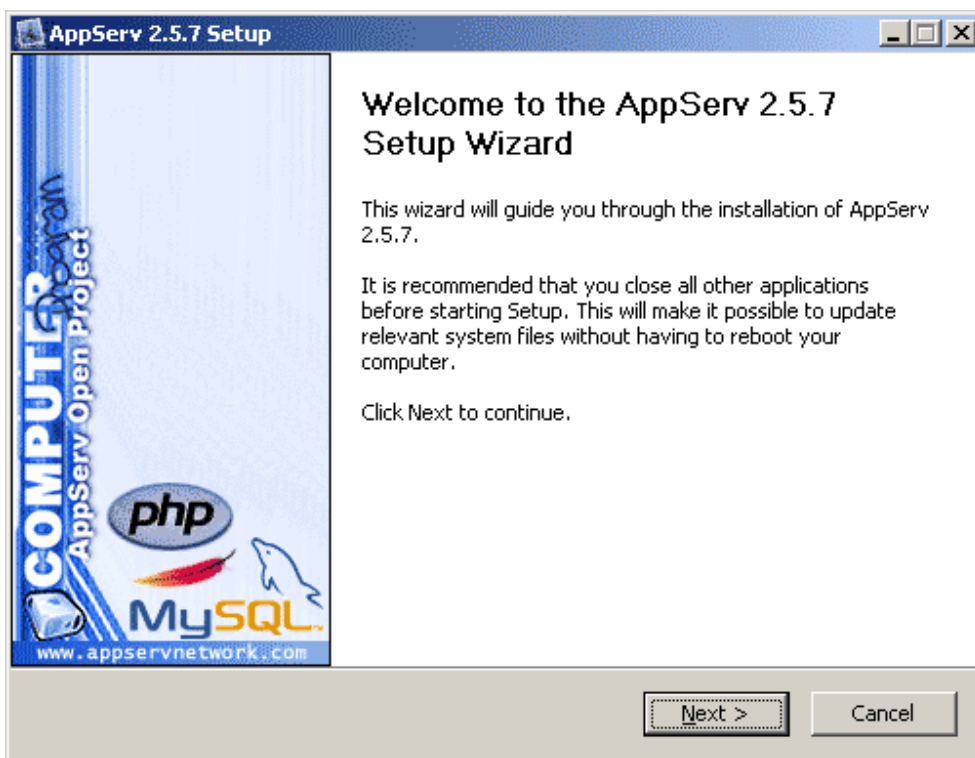 AppServ 2.5.7 Setup
Welcome to the AppServ 2.5.7
Setup Wizard
This wizard will guide you through the installation of AppServ
2.5.7.
It is recommended that you close all other applications
before starting Setup. This will make it possible to update
relevant system files without having to reboot your
computer.
Click Next to continue.
COMPUTER
AppServ Open Project
php
MySQL
www.appservnetwork.com
Next >
Cancel